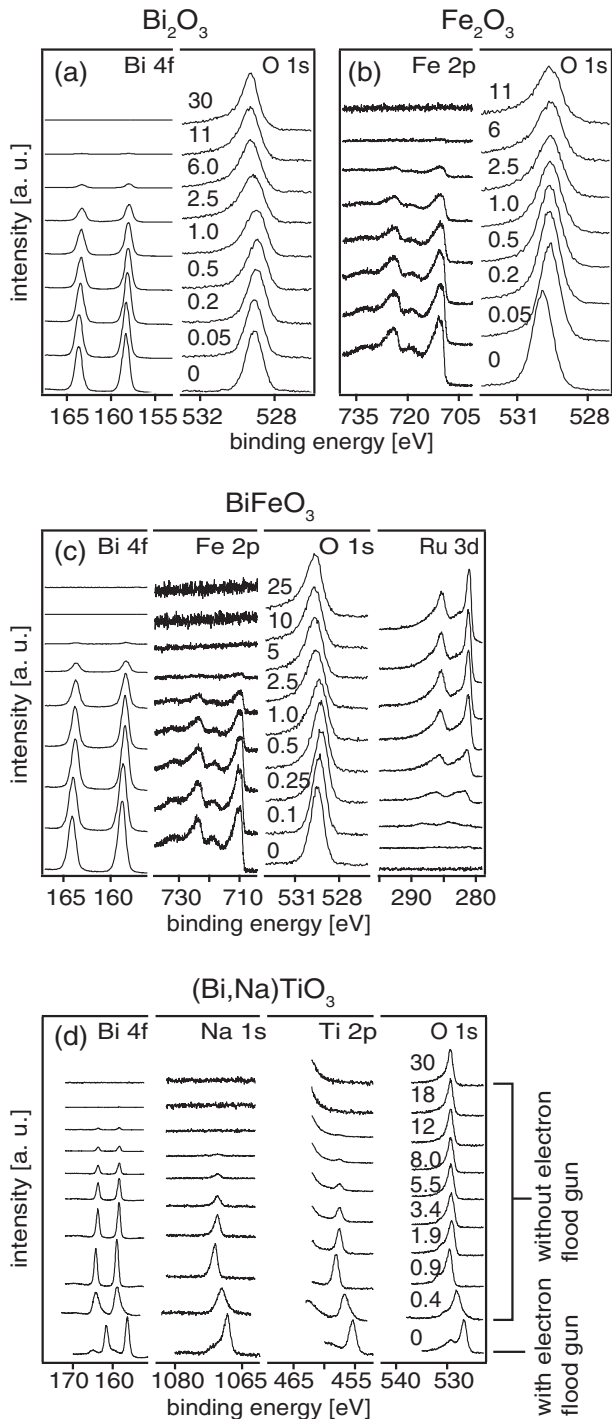 Bi₂O₃ Fe₂O₃
(a) Bi 4f O 1s (b) Fe 2p O 1s
30
11
6.0
2.5
1.0
0.5
0.2
0.05
0
11
6
2.5
1.0
0.5
0.2
0.05
0
intensity [a. u.]
165 160 155 532 528 735 720 705 531 528
binding energy [eV] binding energy [eV]
BiFeO₃
(c) Bi 4f Fe 2p O 1s Ru 3d
25
10
5
2.5
1.0
0.5
0.25
0.1
0
intensity [a. u.]
165 160 730 710 531 528 290 280
binding energy [eV]
(Bi,Na)TiO₃
(d) Bi 4f Na 1s Ti 2p O 1s
30
18
12
8.0
5.5
3.4
1.9
0.9
0.4
0
intensity [a. u.]
without electron
flood gun
with electron
flood gun
170 160 1080 1065 465 455 540 530
binding energy [eV] binding energy [eV]